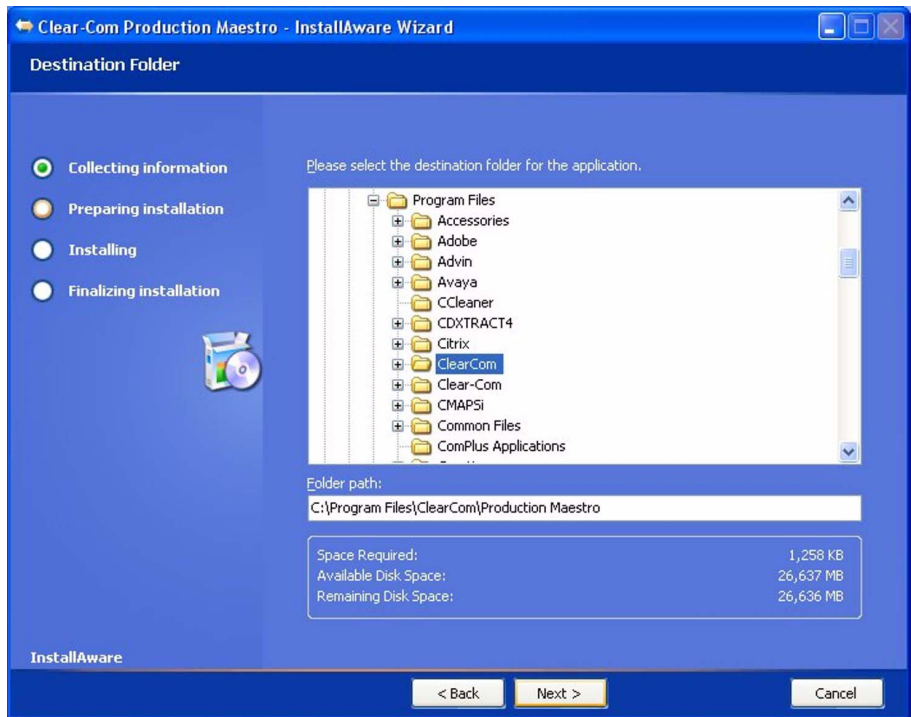 Clear-Com Production Maestro - InstallAware Wizard
Destination Folder
Collecting information
Preparing installation
Installing
Finalizing installation
Please select the destination folder for the application.
Program Files
Accessories
Adobe
Advin
Avaya
CCleaner
CDXTRACT4
Citrix
ClearCom
Clear-Com
CMAPSi
Common Files
ComPlus Applications
Folder path:
C:\Program Files\ClearCom\Production Maestro
Space Required: 1,258 KB
Available Disk Space: 26,637 MB
Remaining Disk Space: 26,636 MB
InstallAware
< Back
Next >
Cancel